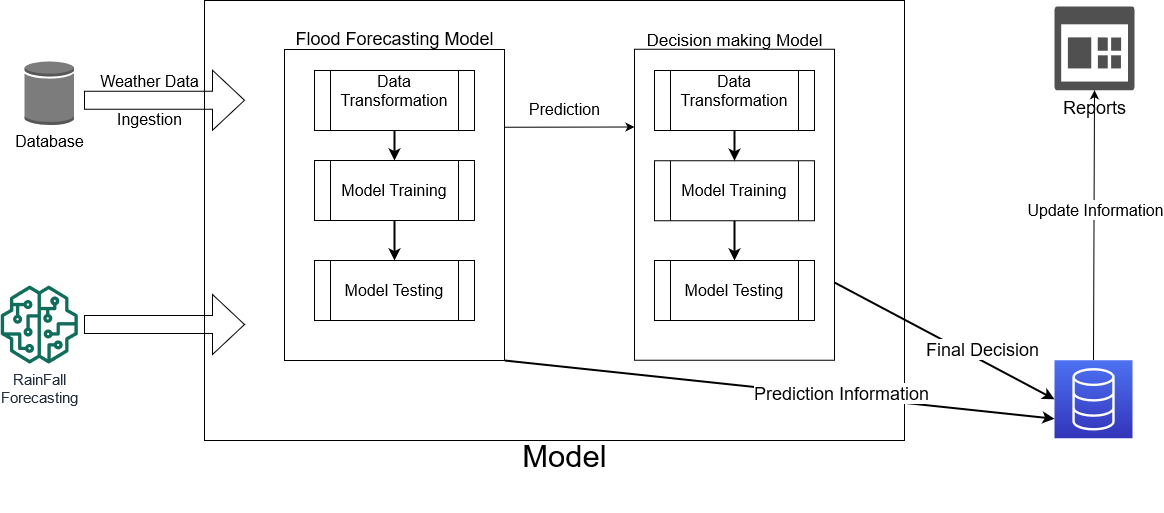 Flood Forecasting Model
Decision making Model
Weather Data
Ingestion
Database
Data
Transformation
Model Training
Model Testing
Prediction
Data
Transformation
Model Training
Model Testing
Reports
Update Information
RainFall
Forecasting
Final Decision
Prediction Information
Model